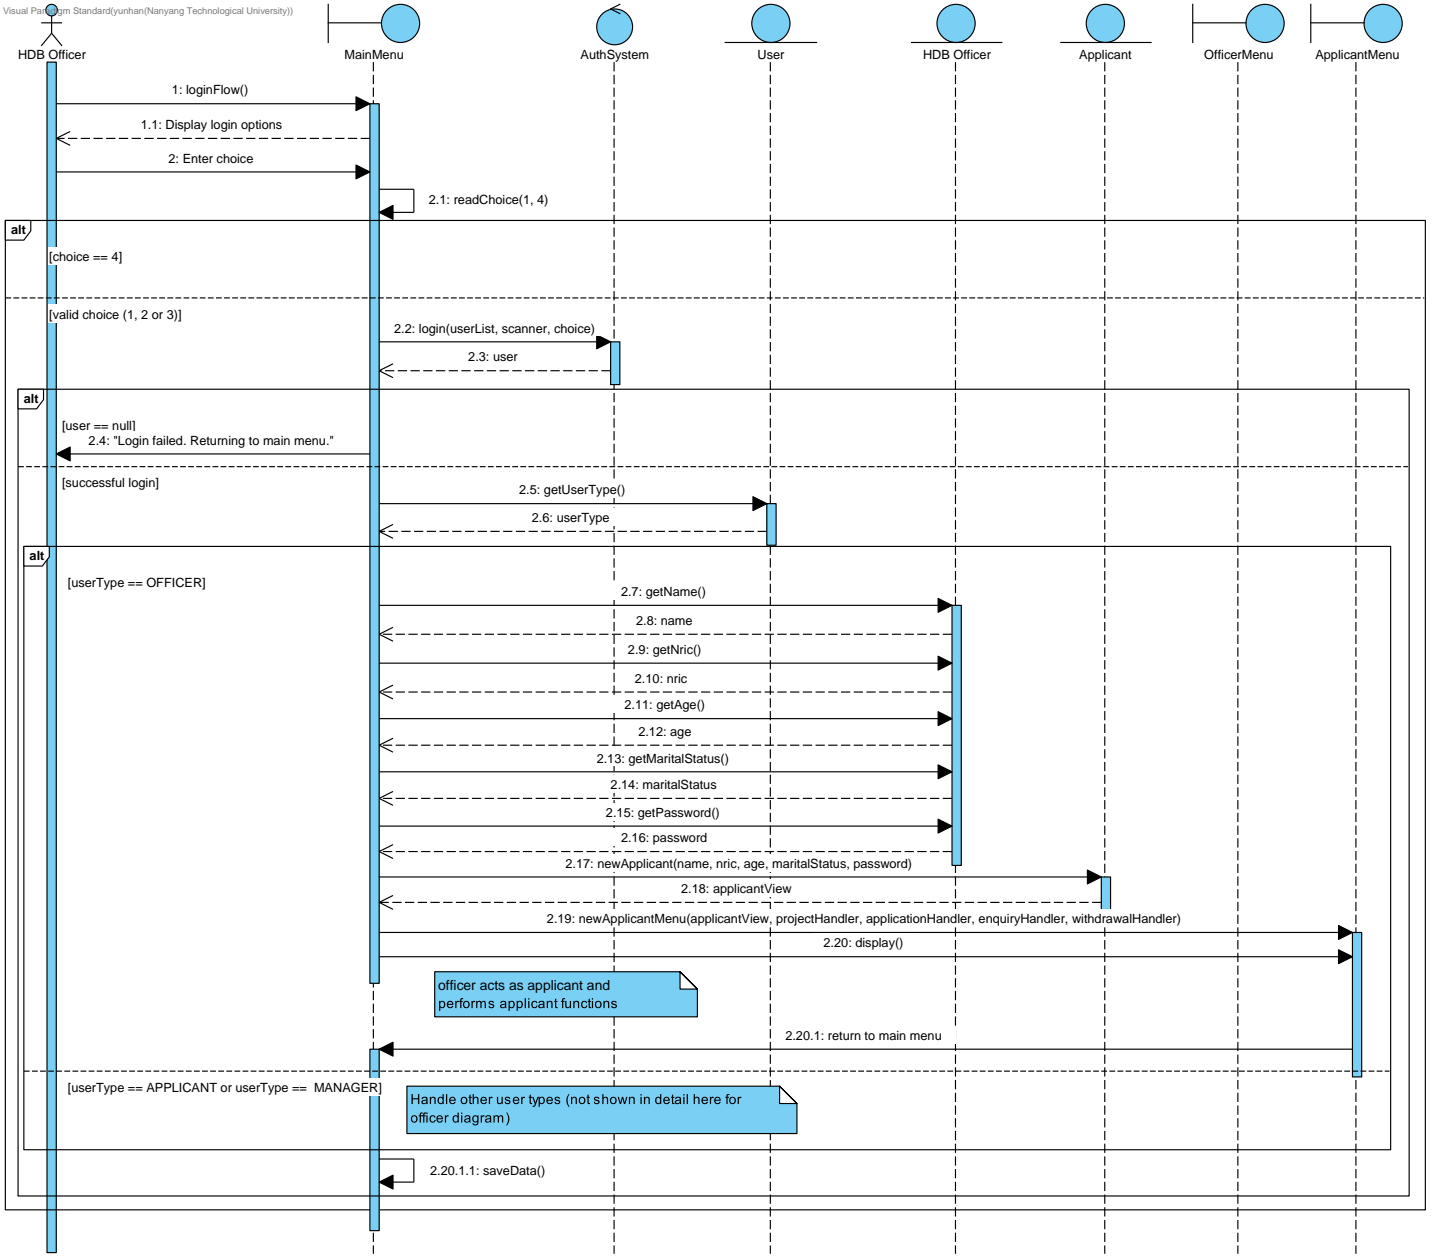 Visual Paradigm Standard(yunhan(Nanyang Technological University))
HDB Officer
MainMenu
AuthSystem
User
HDB Officer
Applicant
OfficerMenu
ApplicantMenu
1: loginFlow()
1.1: Display login options
2: Enter choice
2.1: readChoice(1, 4)
alt
[choice == 4]
[valid choice (1, 2 or 3)]
2.2: login(userList, scanner, choice)
2.3: user
alt
[user == null]
2.4: "Login failed. Returning to main menu."
[successful login]
2.5: getUserType()
2.6: userType
alt
[userType == OFFICER]
2.7: getName()
2.8: name
2.9: getNric()
2.10: nric
2.11: getAge()
2.12: age
2.13: getMaritalStatus()
2.14: maritalStatus
2.15: getPassword()
2.16: password
2.17: newApplicant(name, nric, age, maritalStatus, password)
2.18: applicantView
2.19: newApplicantMenu(applicantView, projectHandler, applicationHandler, enquiryHandler, withdrawalHandler)
2.20: display()
officer acts as applicant and
performs applicant functions
2.20.1: return to main menu
[userType == APPLICANT or userType ==  MANAGER]
Handle other user types (not shown in detail here for
officer diagram)
2.20.1.1: saveData()